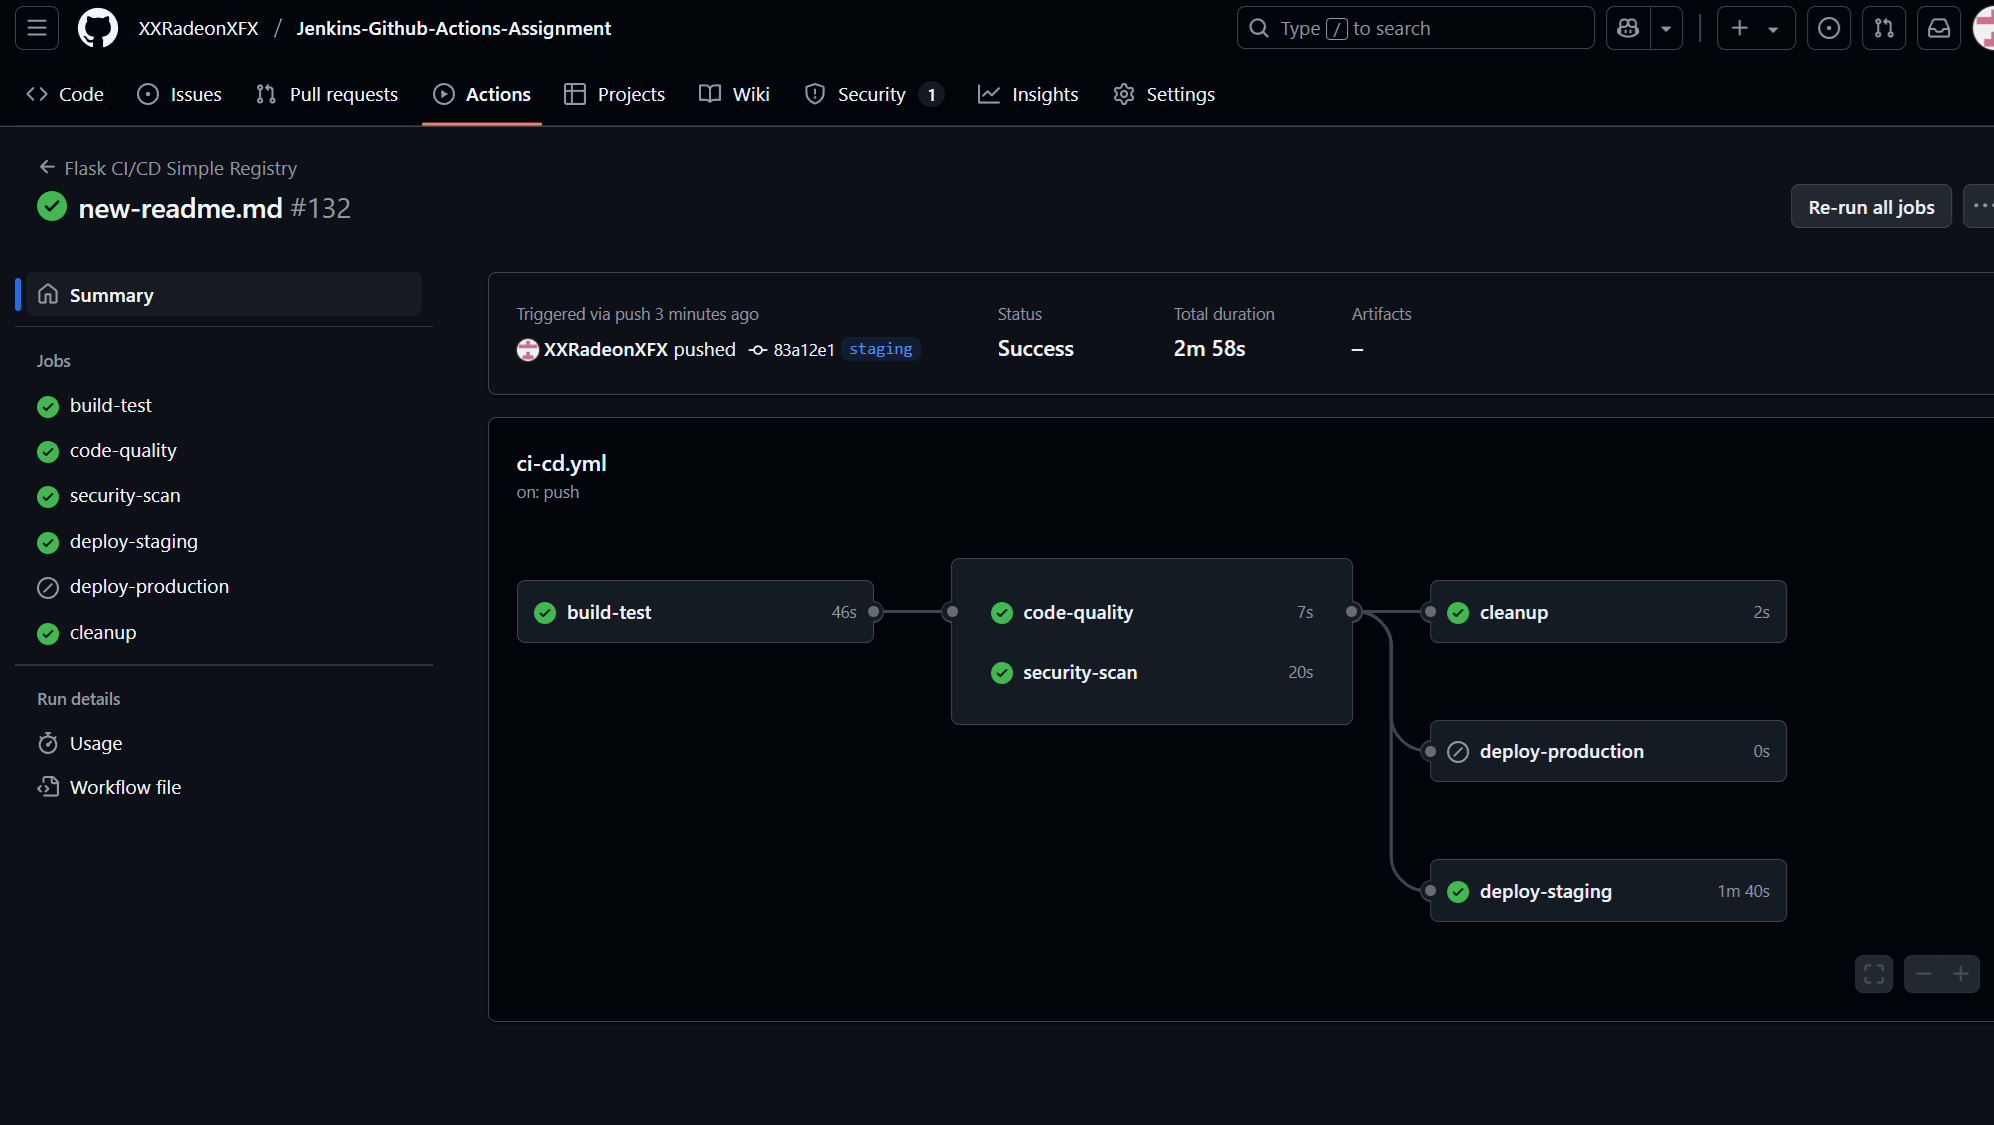 XXRadeonXFX / Jenkins-Github-Actions-Assignment
Type / to search
Code
Issues
Pull requests
Actions
Projects
Wiki
Security 1
Insights
Settings
Flask CI/CD Simple Registry
new-readme.md #132
Re-run all jobs
Summary
Jobs
build-test
code-quality
security-scan
deploy-staging
deploy-production
cleanup
Run details
Usage
Workflow file
Triggered via push 3 minutes ago
XXRadeonXFX pushed 83a12e1 staging
Status
Success
Total duration
2m 58s
Artifacts
–
ci-cd.yml
on: push
build-test 46s
code-quality 7s
security-scan 20s
cleanup 2s
deploy-production 0s
deploy-staging 1m 40s